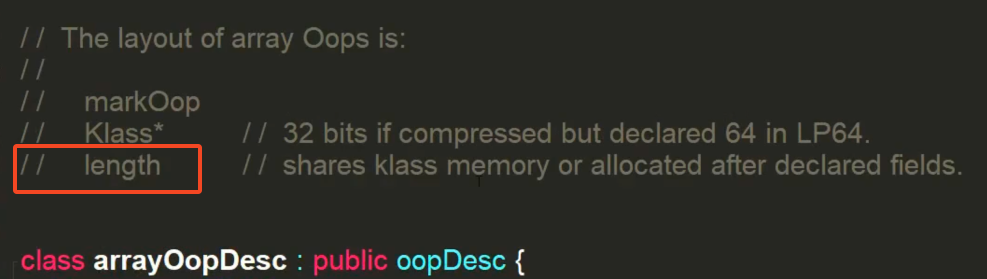 // The layout of array Oops is:
//
// markOop
// Klass* // 32 bits if compressed but declared 64 in LP64.
// length // shares klass memory or allocated after declared fields.
class arrayOopDesc : public oopDesc {